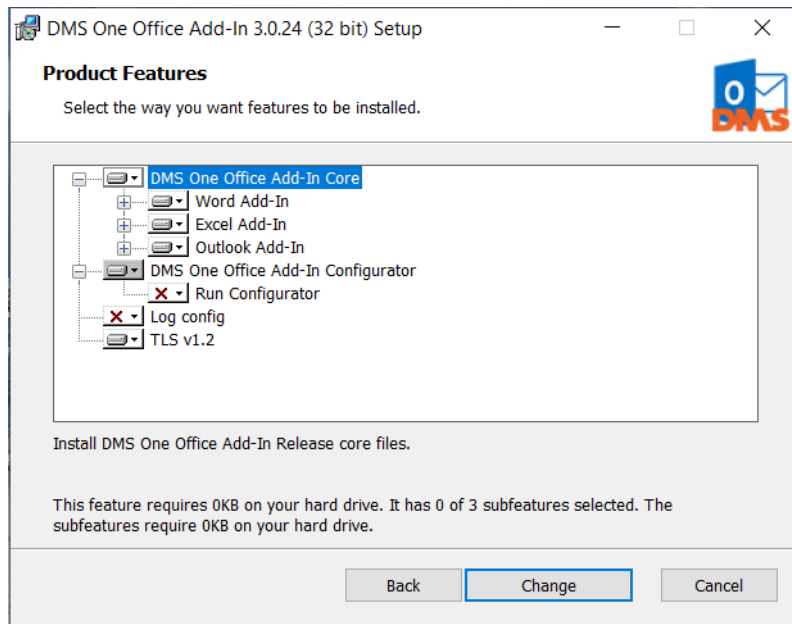 DMS One Office Add-In 3.0.24 (32 bit) Setup
Product Features
Select the way you want features to be installed.
O
DMS
DMS One Office Add-In Core
Word Add-In
Excel Add-In
Outlook Add-In
DMS One Office Add-In Configurator
Run Configurator
Log config
TLS v1.2
Install DMS One Office Add-In Release core files.
This feature requires 0KB on your hard drive. It has 0 of 3 subfeatures selected. The
subfeatures require 0KB on your hard drive.
Back
Change
Cancel